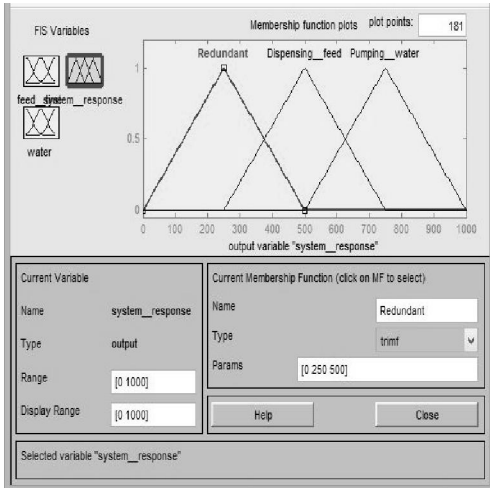 FIS Variables
Membership function plots
plot points:
181
Redundant
Dispensing__feed
Pumping__water
system__response
water
1
0.5
0
0 100 200 300 400 500 600 700 800 900 1000
output variable "system__response"
Current Variable
Name system__response
Type output
Range [0 1000]
Display Range [0 1000]
Current Membership Function (click on MF to select)
Name Redundant
Type trimf
Params [0 250 500]
Help
Close
Selected variable "system__response"